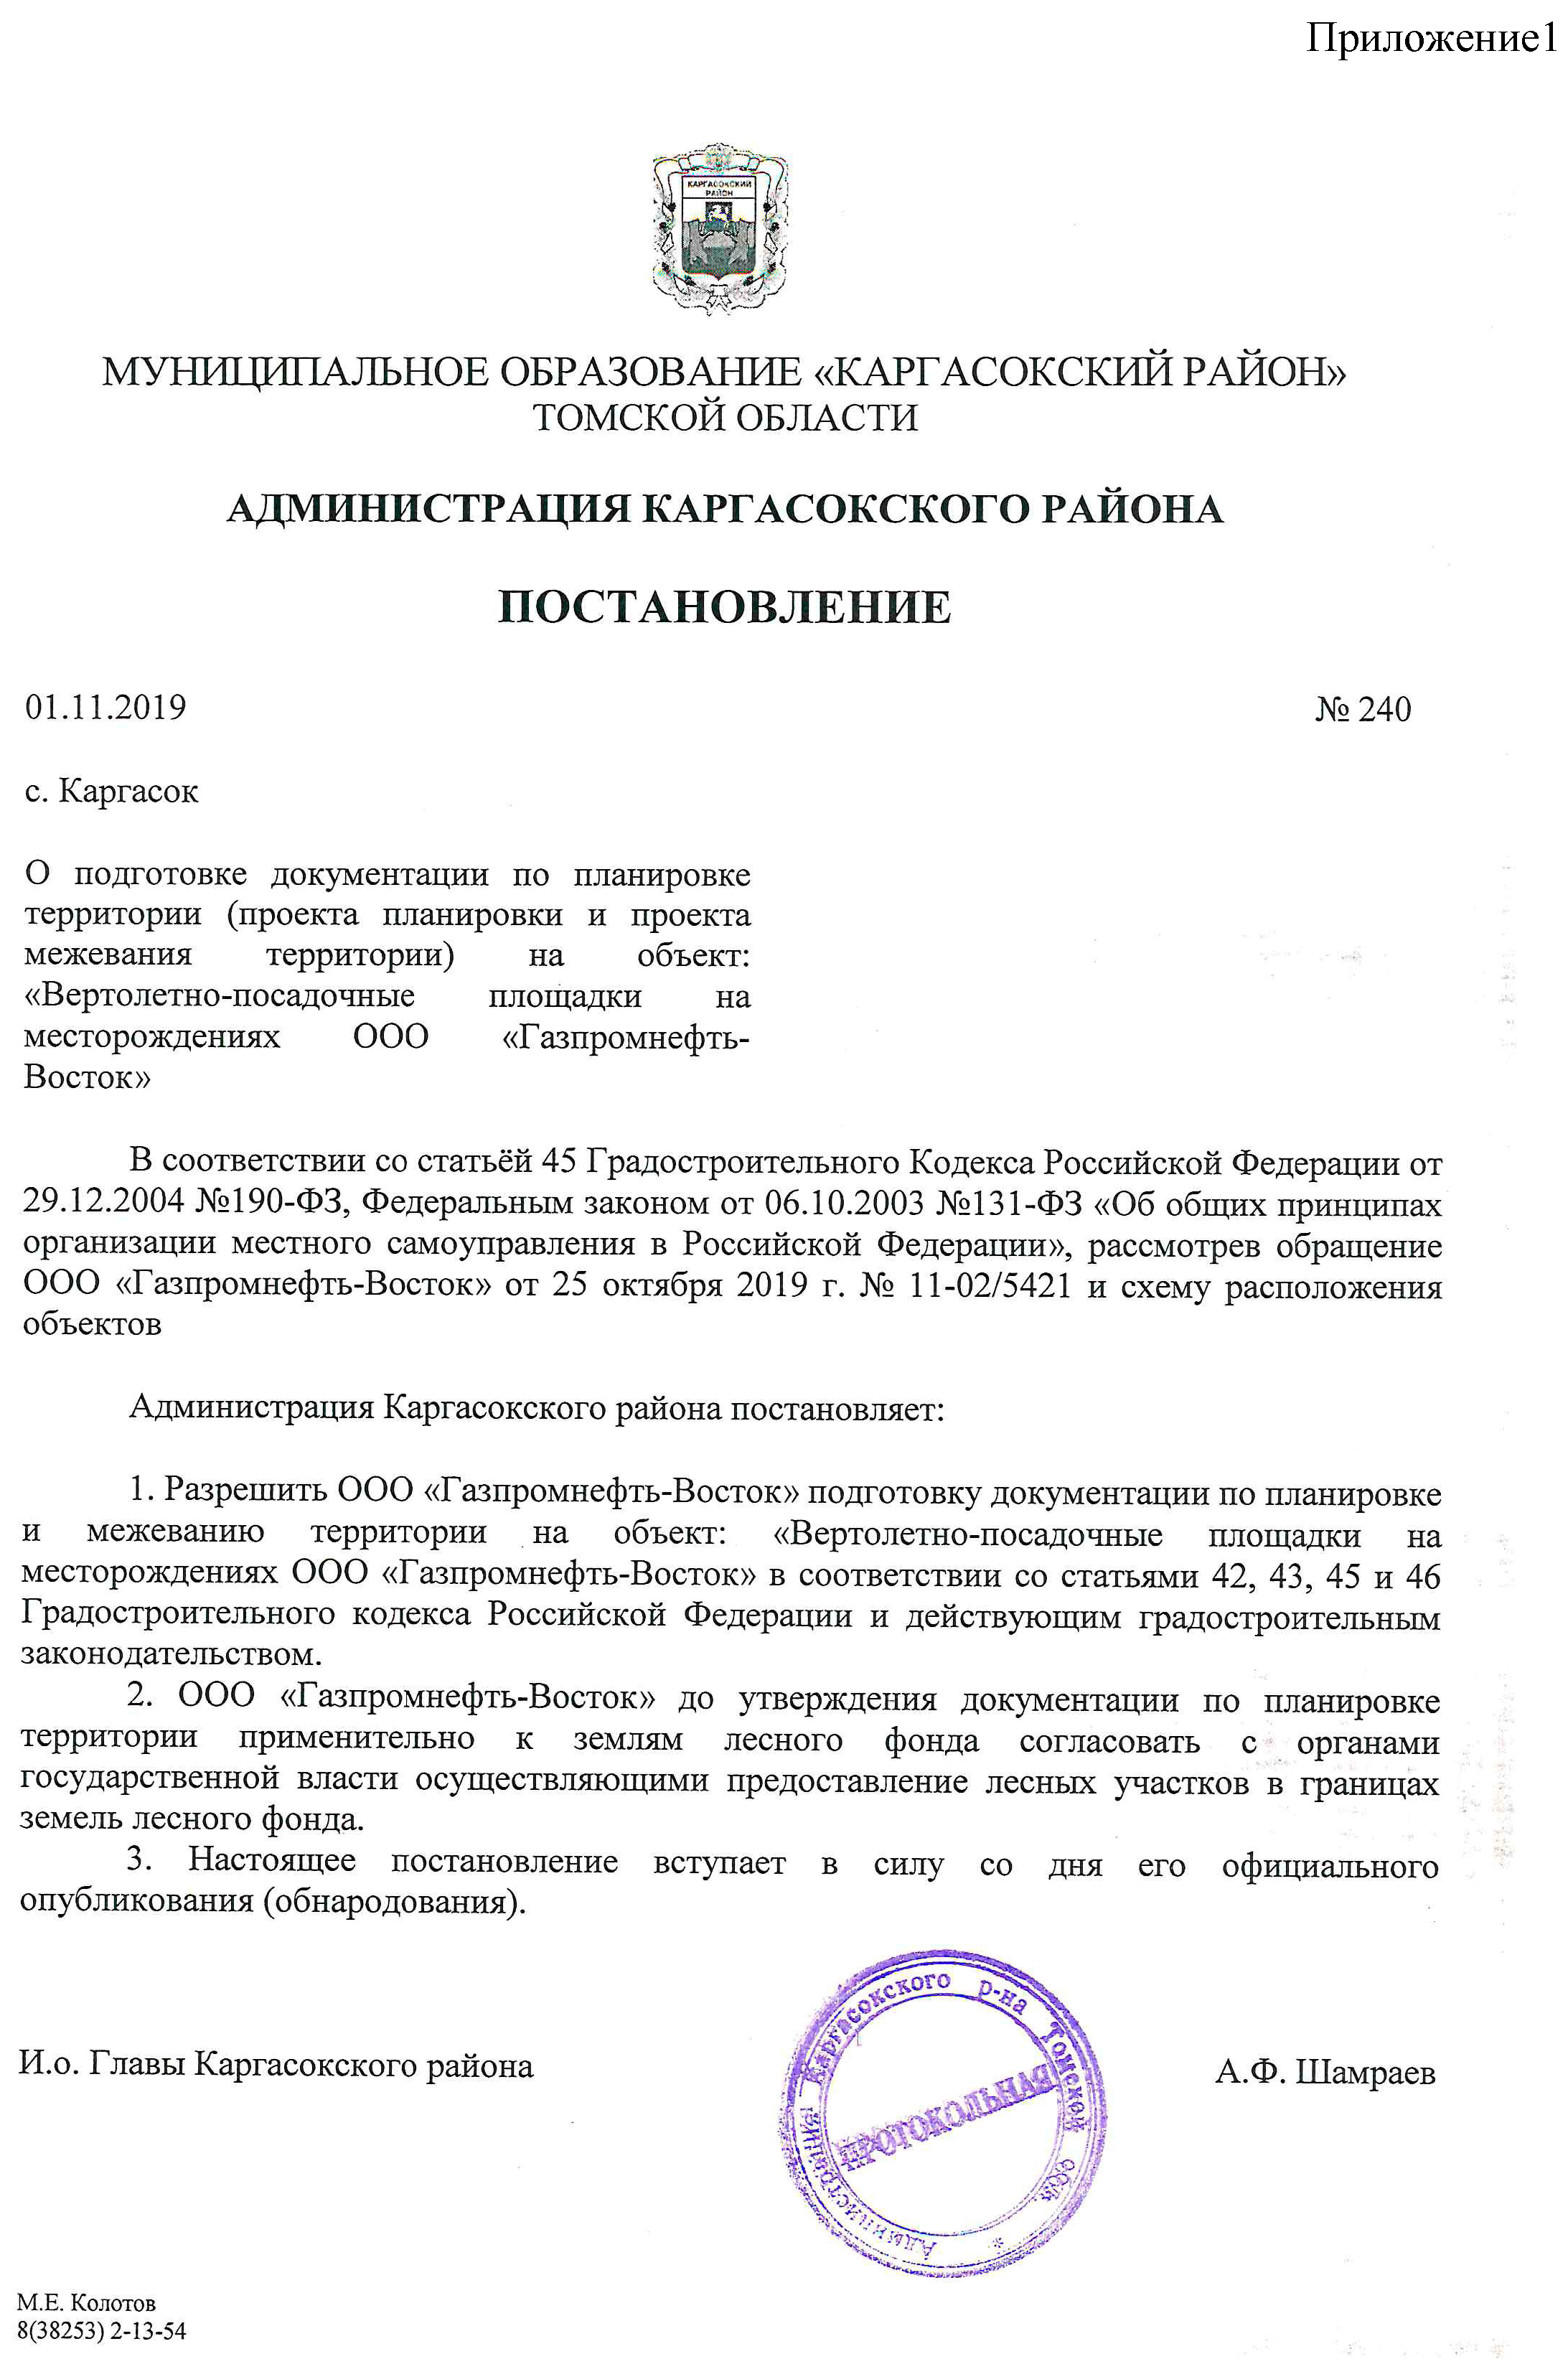 Приложение1
КАРГАСОКСКИЙ
РАЙОН
МУНИЦИПАЛЬНОЕ ОБРАЗОВАНИЕ «КАРГАСОКСКИЙ РАЙОН»
ТОМСКОЙ ОБЛАСТИ
АДМИНИСТРАЦИЯ КАРГАСОКСКОГО РАЙОНА
ПОСТАНОВЛЕНИЕ
01.11.2019 № 240
с. Каргасок
О подготовке документации по планировке
территории (проекта планировки и проекта
межевания территории) на объект:
«Вертолетно-посадочные площадки на
месторождениях ООО «Газпромнефть-
Восток»
В соответствии со статьёй 45 Градостроительного Кодекса Российской Федерации от
29.12.2004 №190-ФЗ, Федеральным законом от 06.10.2003 №131-ФЗ «Об общих принципах
организации местного самоуправления в Российской Федерации», рассмотрев обращение
ООО «Газпромнефть-Восток» от 25 октября 2019 г. № 11-02/5421 и схему расположения
объектов
Администрация Каргасокского района постановляет:
1. Разрешить ООО «Газпромнефть-Восток» подготовку документации по планировке
и межеванию территории на объект: «Вертолетно-посадочные площадки на
месторождениях ООО «Газпромнефть-Восток» в соответствии со статьями 42, 43, 45 и 46
Градостроительного кодекса Российской Федерации и действующим градостроительным
законодательством.
2. ООО «Газпромнефть-Восток» до утверждения документации по планировке
территории применительно к землям лесного фонда согласовать с органами
государственной власти осуществляющими предоставление лесных участков в границах
земель лесного фонда.
3. Настоящее постановление вступает в силу со дня его официального
опубликования (обнародования).
И.о. Главы Каргасокского района А.Ф. Шамраев
Администрация Каргасокского р-на Томской обл. *
ПРОТОКОЛЬНАЯ
М.Е. Колотов
8(38253) 2-13-54